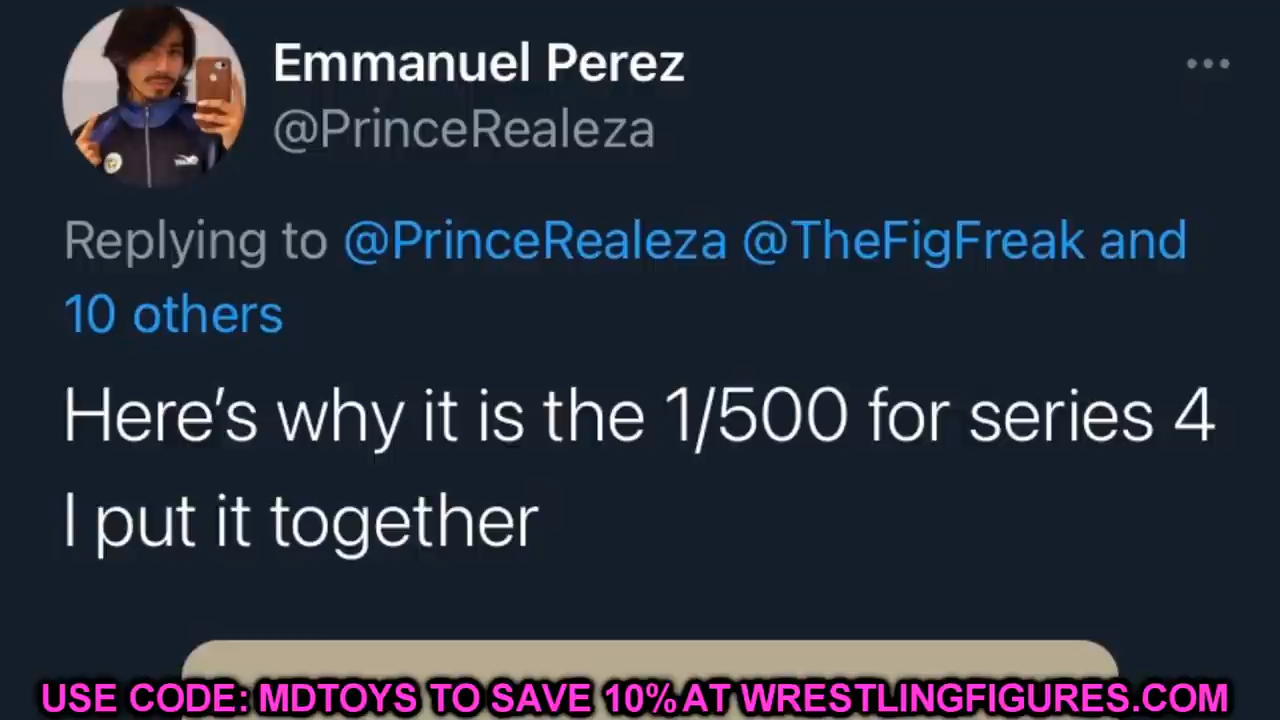 Emmanuel Perez
@PrinceRealeza
Replying to @PrinceRealeza @TheFigFreak and
10 others
Here’s why it is the 1/500 for series 4
I put it together
USE CODE: MDTOYS TO SAVE 10% AT WRESTLINGFIGURES.COM